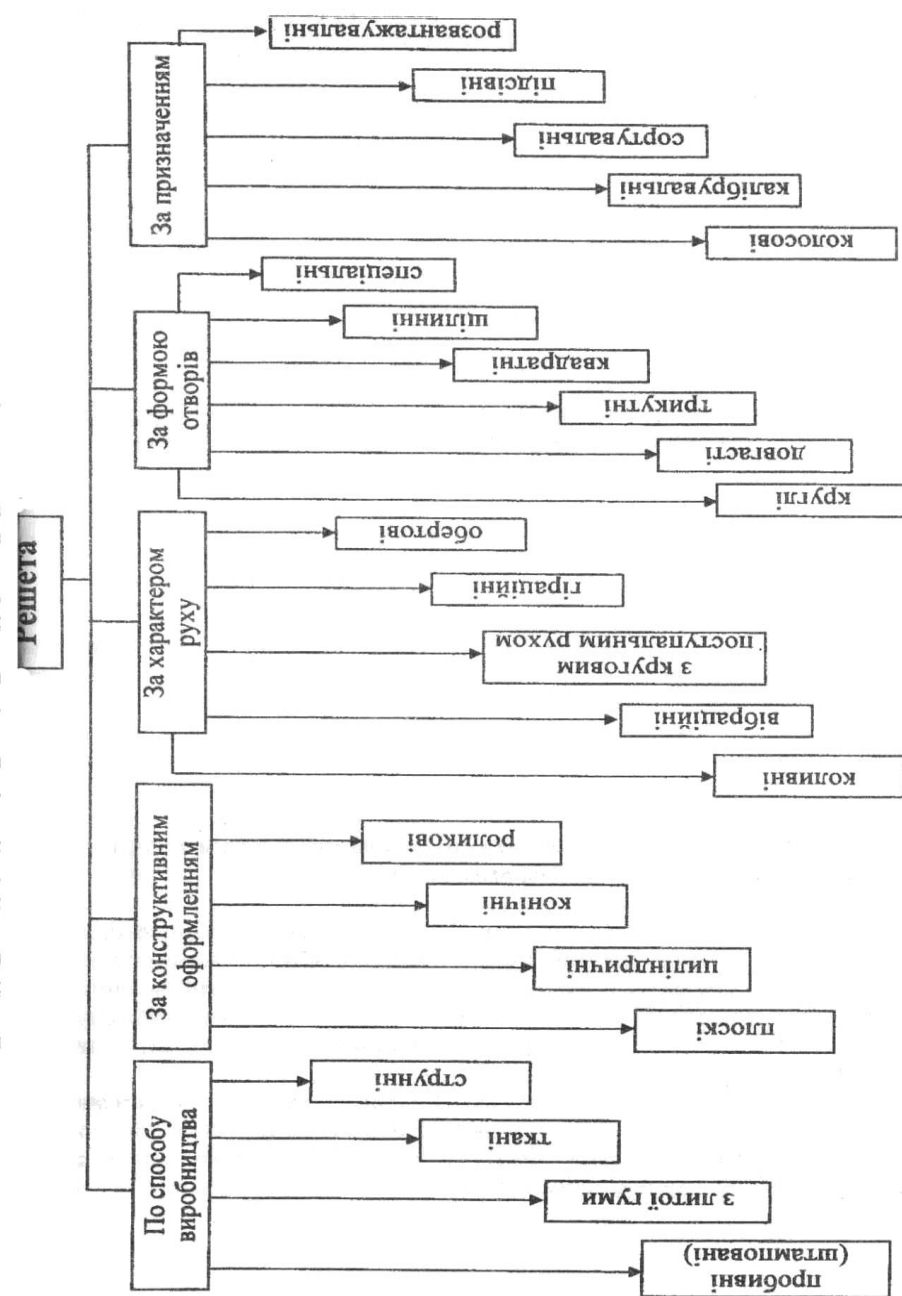 Решета
По способу
виробництва
пробивні
(штамповані)
з литої гуми
ткані
струнні
За конструктивним
оформленням
плоскі
циліндричні
конічні
роликові
За характером
руху
коливні
вібраційні
з круговим
поступальним рухом
гіраційні
обертові
За формою
отворів
круглі
довгасті
трикутні
квадратні
щілинні
спеціальні
За призначенням
колосові
калібрувальні
сортувальні
підсівні
розвантажувальні